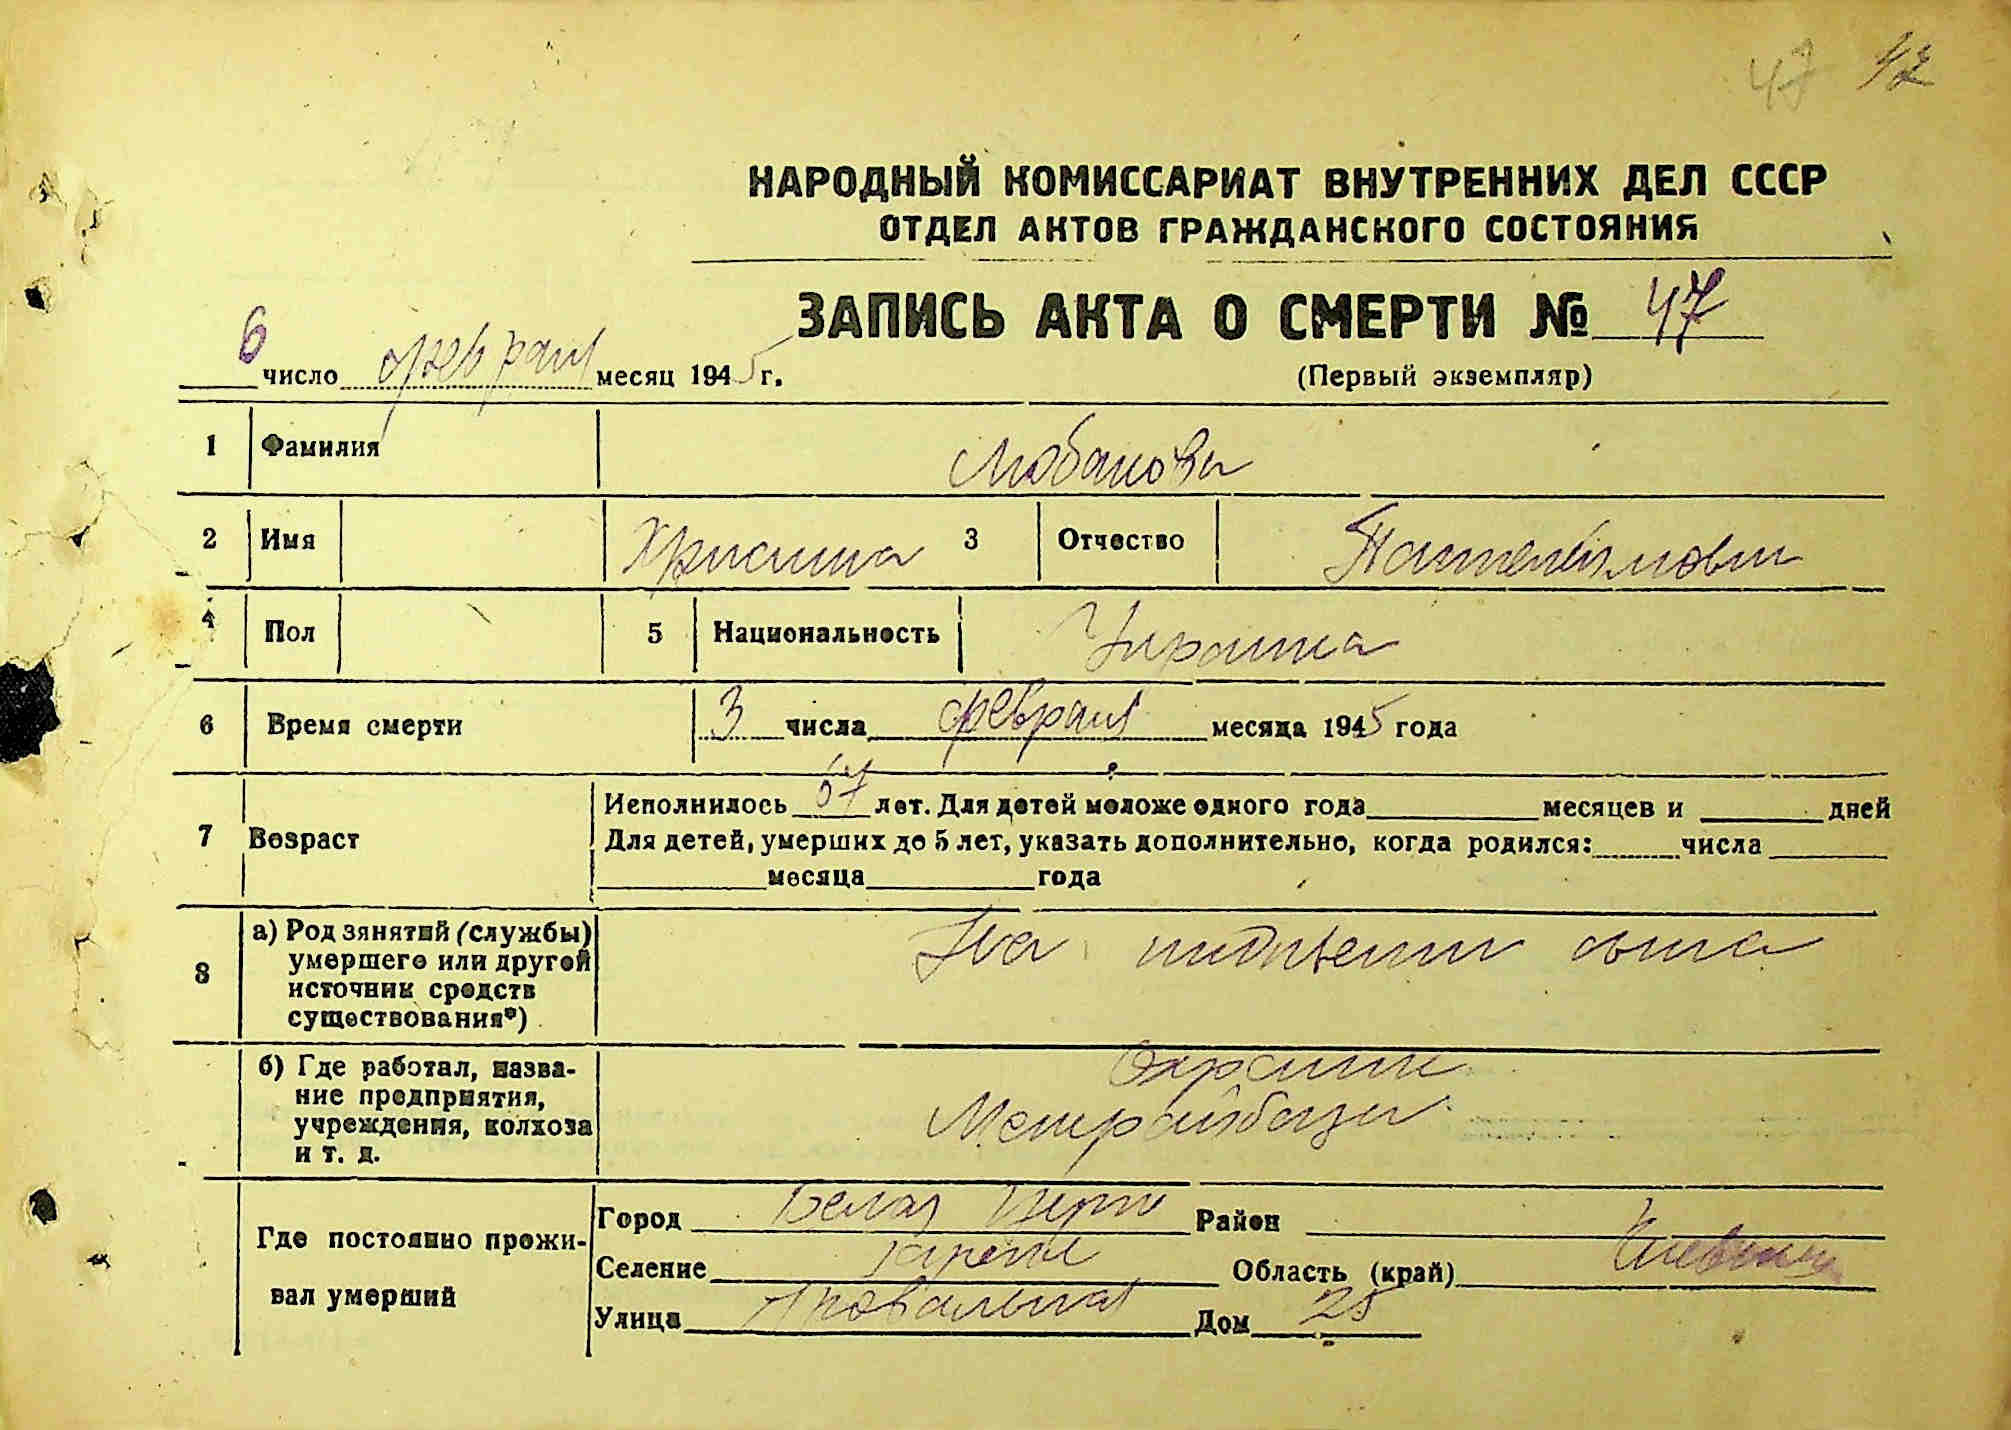 47 42
НАРОДНЫЙ КОМИССАРИАТ ВНУТРЕННИХ ДЕЛ СССР
ОТДЕЛ АКТОВ ГРАЖДАНСКОГО СОСТОЯНИЯ
ЗАПИСЬ АКТА О СМЕРТИ № 47
6 число февраля месяц 1945 г.
(Первый экземпляр)
1 Фамилия
2 Имя Христина 3 Отчество
4 Пол 5 Национальность Украинка
6 Время смерти 3 числа февраля месяца 1945 года
7 Возраст
Исполнилось 67 лет. Для детей моложе одного года месяцев и дней
Для детей, умерших до 5 лет, указать дополнительно, когда родился: числа
месяца года
8 а) Род занятий (службы) умершего или другой источник средств существования*)
На иждивении сына
б) Где работал, название предприятия, учреждения, колхоза и т. д.
Охранник
Где постоянно проживал умерший
Город Белая Церковь Район
Селение Область (край) Киевская
Улица Дом 25